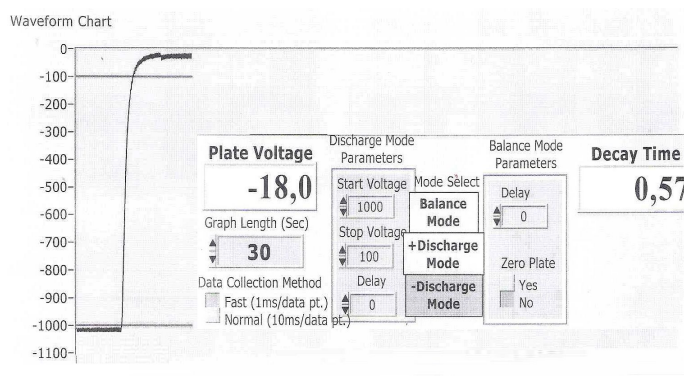 Waveform Chart
0
-100
-200
-300
-400
-500
-600
-700
-800
-900
-1000
-1100
Plate Voltage
-18,0
Graph Length (Sec)
30
Data Collection Method
Fast (1ms/data pt.)
Normal (10ms/data pt.)
Discharge Mode
Parameters
Start Voltage
1000
Stop Voltage
100
Delay
0
Mode Select
Balance
Mode
+Discharge
Mode
-Discharge
Mode
Balance Mode
Parameters
Delay
0
Zero Plate
Yes
No
Decay Time
0,57